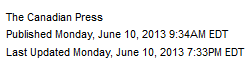 The Canadian Press
Published Monday, June 10, 2013 9:34AM EDT
Last Updated Monday, June 10, 2013 7:33PM EDT